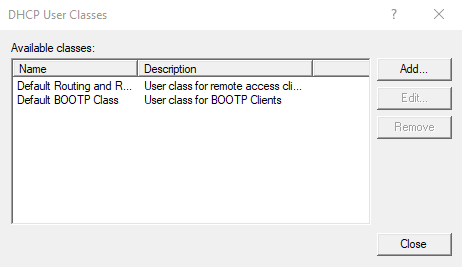 DHCP User Classes
Available classes:
Name Description
Default Routing and R... User class for remote access cli...
Default BOOTP Class User class for BOOTP Clients
Add...
Edit...
Remove
Close